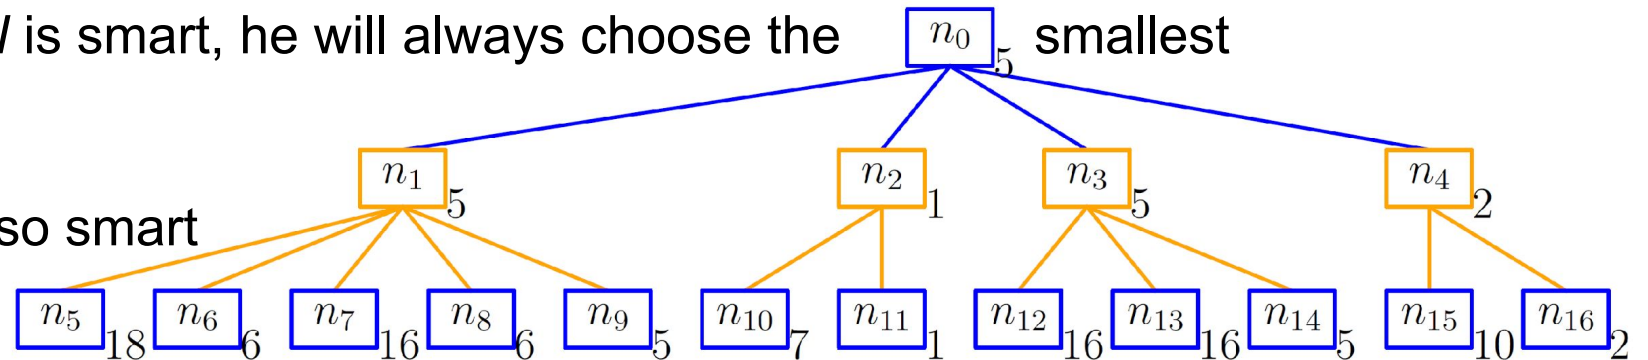 is smart, he will always choose the n₀ 5 smallest
n₁ 5 n₂ 1 n₃ 5 n₄ 2
so smart
n₅ 18 n₆ 6 n₇ 16 n₈ 6 n₉ 5 n₁₀ 7 n₁₁ 1 n₁₂ 16 n₁₃ 16 n₁₄ 5 n₁₅ 10 n₁₆ 2